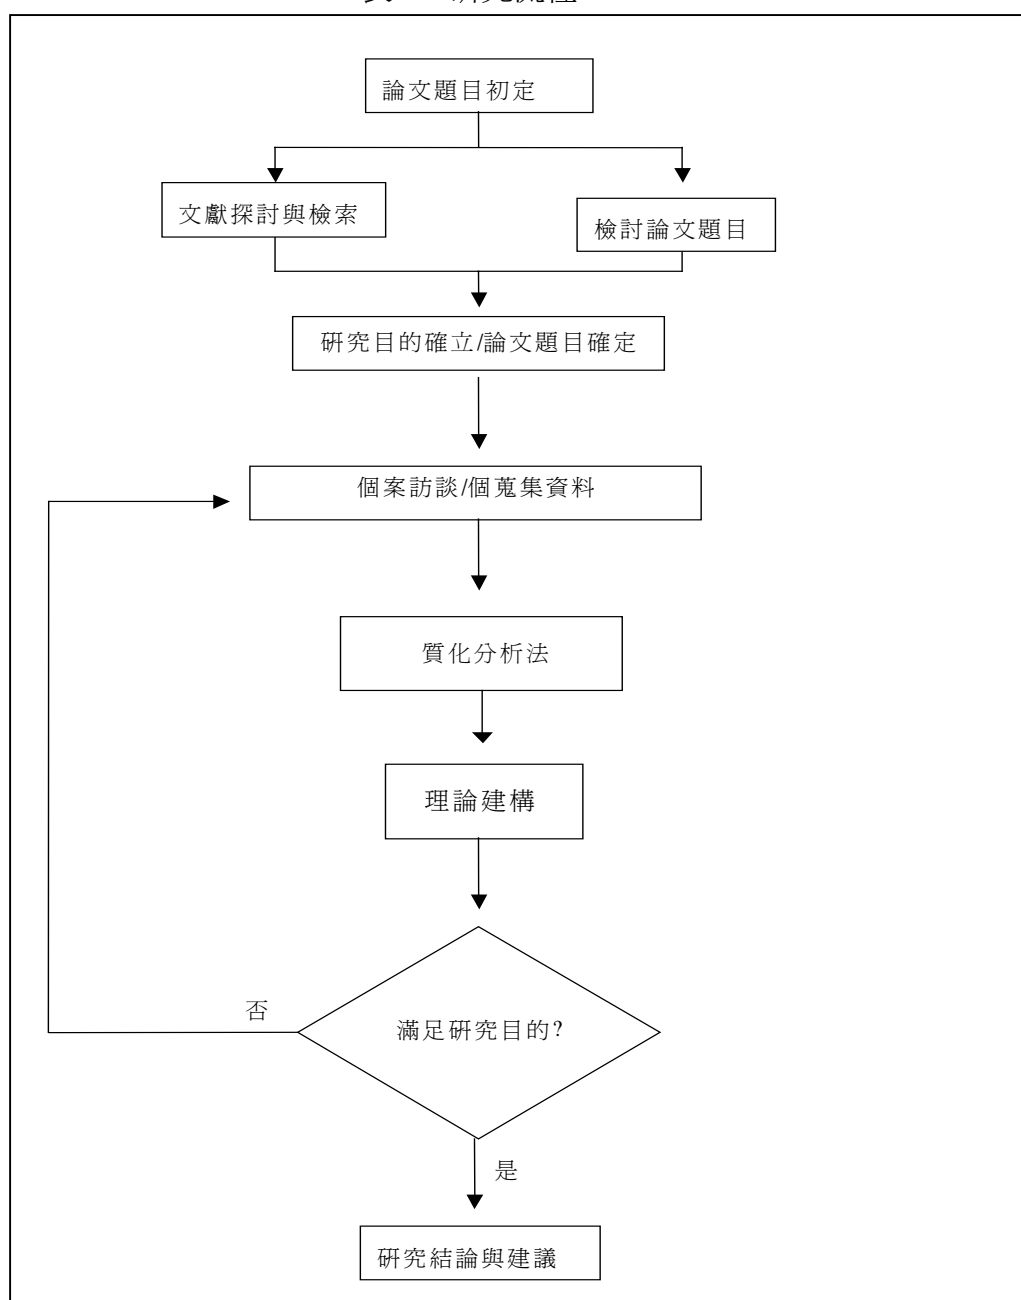 論文題目初定
文獻探討與檢索
檢討論文題目
研究目的確立/論文題目確定
個案訪談/個蒐集資料
質化分析法
理論建構
滿足研究目的?
否
是
研究結論與建議